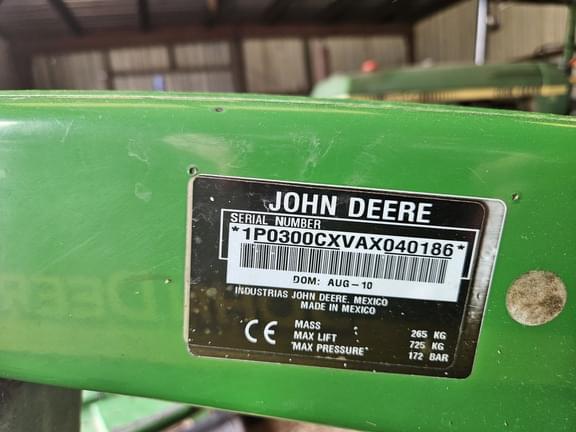 JOHN DEERE
SERIAL NUMBER
*1P0300CXVAX040186*
DOM: AUG-10
INDUSTRIAS JOHN DEERE, MEXICO
MADE IN MEXICO
CE
MASS 265 KG
MAX LIFT 725 KG
MAX PRESSURE 172 BAR